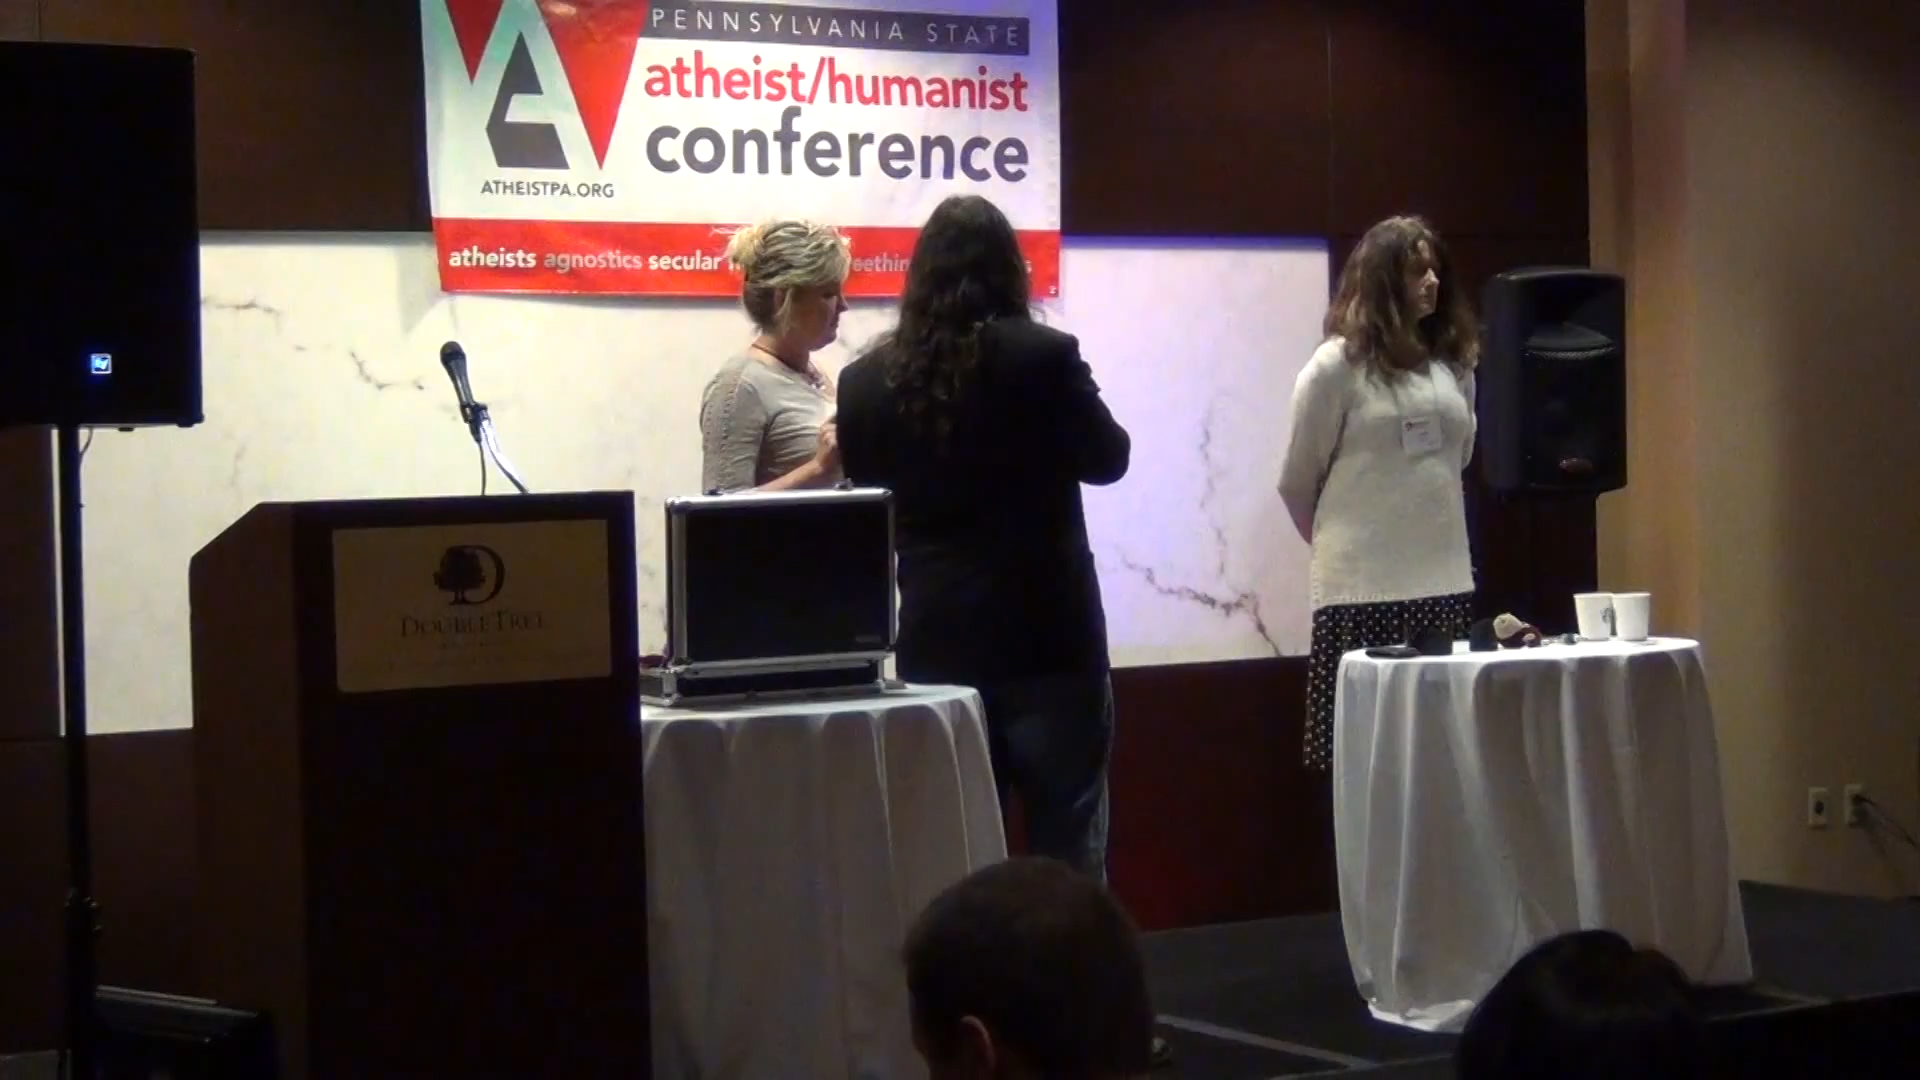 PENNSYLVANIA STATE
atheist/humanist
conference
ATHEISTPA.ORG
atheists agnostics secular
DOUBLETREE